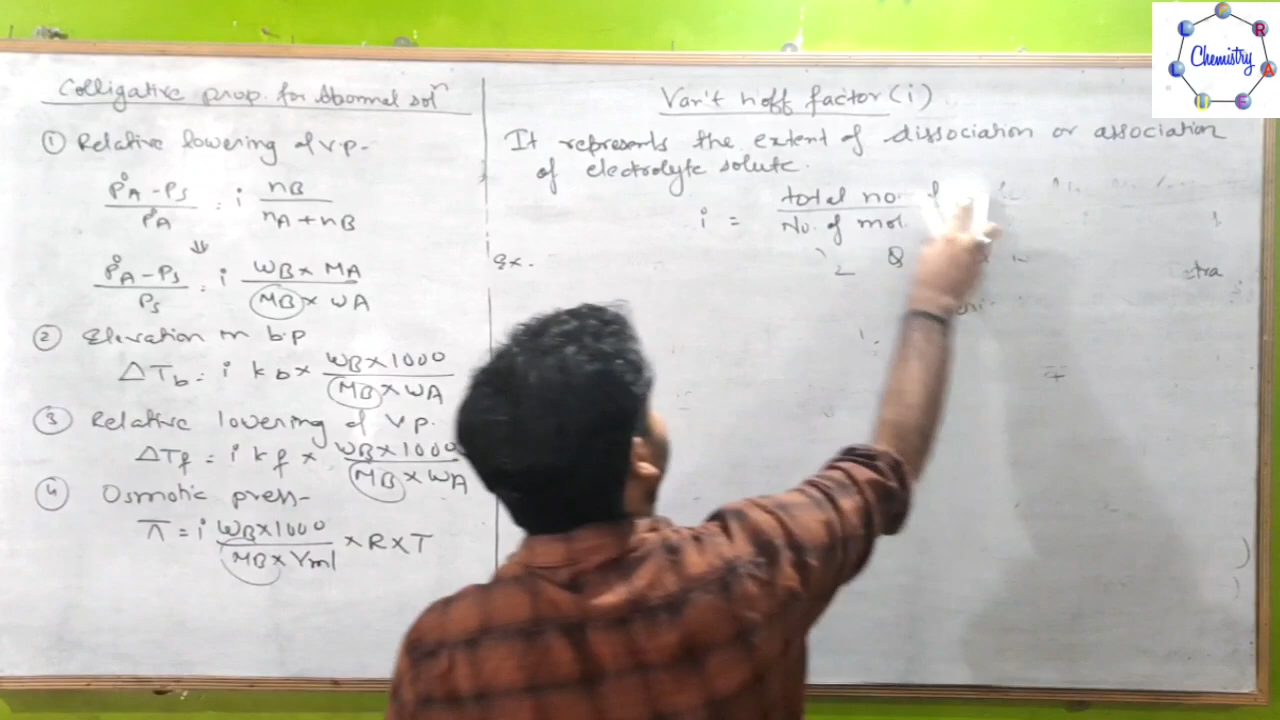 Colligative prop. for Abnormal solⁿ
① Relative lowering of v.p.-
P°A - Ps / P°A = i nB / nA + nB
⇓
P°A - Ps / Ps = i WB × MA / MB × WA
② Elevation in b.p
ΔTb = i kb × WB × 1000 / MB × WA
③ Relative lowering of V.P.
ΔTf = i kf × WB × 1000 / MB × WA
④ Osmotic press-
π = i WB × 1000 / MB × Vml × R × T
Van't hoff factor (i)
It represents the extent of dissociation or association
of electrolyte solute.
i = total no. / No. of mol.
Ex.
L
Chemistry
R
L
A
I
E